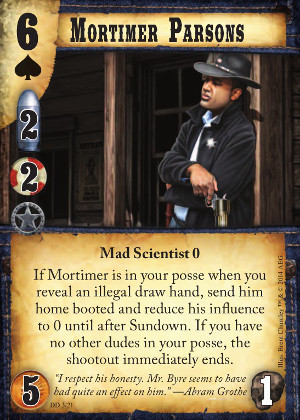 6
MORTIMER PARSONS
2
2
Mad Scientist 0
If Mortimer is in your posse when you
reveal an illegal draw hand, send him
home booted and reduce his influence
to 0 until after Sundown. If you have
no other dudes in your posse, the
shootout immediately ends.
"I respect his honesty. Mr. Byre seems to have
had quite an effect on him." —Abram Grothe
5
1